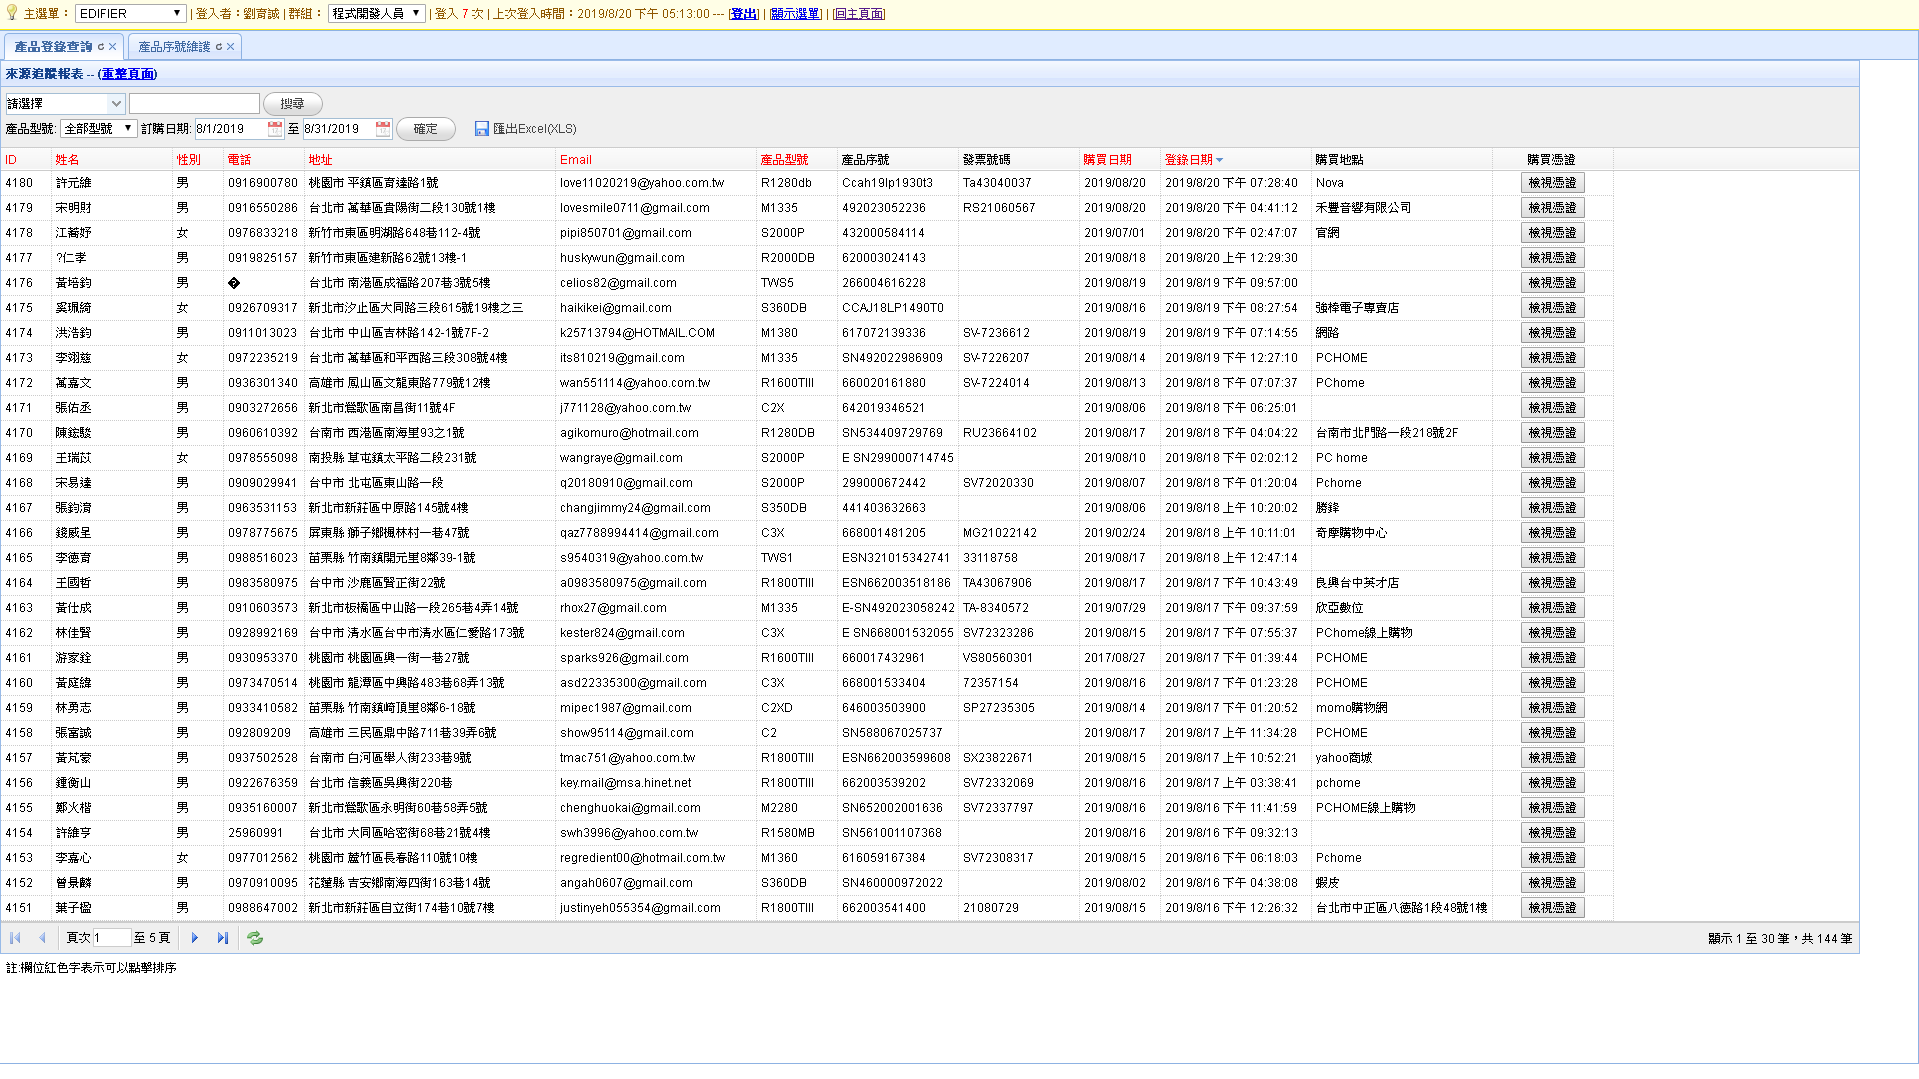 主選單： EDIFIER | 登入者：劉育誠 | 群組： 程式開發人員 | 登入 7 次 | 上次登入時間：2019/8/20 下午 05:13:00 --- [登出] | [顯示選單] | [回主頁面]
產品登錄查詢 產品序號維護
來源追蹤報表 -- (重整頁面)
請選擇 搜尋
產品型號: 全部型號 訂購日期: 8/1/2019 至 8/31/2019 確定 匯出Excel(XLS)
ID 姓名 性別 電話 地址 Email 產品型號 產品序號 發票號碼 購買日期 登錄日期 購買地點 購買憑證
4180 許元維 男 0916900780 桃園市 平鎮區育達路1號 love11020219@yahoo.com.tw R1280db Ccah19lp1930t3 Ta43040037 2019/08/20 2019/8/20 下午 07:28:40 Nova 檢視憑證
4179 宋明財 男 0916550286 台北市 萬華區貴陽街二段130號1樓 lovesmile0711@gmail.com M1335 492023052236 RS21060567 2019/08/20 2019/8/20 下午 04:41:12 禾豐音響有限公司 檢視憑證
4178 江蕎妤 女 0976833218 新竹市東區明湖路648巷112-4號 pipi850701@gmail.com S2000P 432000584114 2019/07/01 2019/8/20 下午 02:47:07 官網 檢視憑證
4177 ?仁孝 男 0919825157 新竹市東區建新路62號13樓-1 huskywun@gmail.com R2000DB 620003024143 2019/08/18 2019/8/20 上午 12:29:30 檢視憑證
4176 黃培鈞 男 � 台北市 南港區成福路207巷3號5樓 celios82@gmail.com TWS5 266004616228 2019/08/19 2019/8/19 下午 09:57:00 檢視憑證
4175 奚珮綺 女 0926709317 新北市汐止區大同路三段615號19樓之三 haikikei@gmail.com S360DB CCAJ18LP1490T0 2019/08/16 2019/8/19 下午 08:27:54 強棒電子專賣店 檢視憑證
4174 洪浩鈞 男 0911013023 台北市 中山區吉林路142-1號7F-2 k25713794@HOTMAIL.COM M1380 617072139336 SV-7236612 2019/08/19 2019/8/19 下午 07:14:55 網路 檢視憑證
4173 李翊慈 女 0972235219 台北市 萬華區和平西路三段308號4樓 its810219@gmail.com M1335 SN492022986909 SV-7226207 2019/08/14 2019/8/19 下午 12:27:10 PCHOME 檢視憑證
4172 萬嘉文 男 0936301340 高雄市 鳳山區文龍東路779號12樓 wan551114@yahoo.com.tw R1600TIII 660020161880 SV-7224014 2019/08/13 2019/8/18 下午 07:07:37 PChome 檢視憑證
4171 張佑丞 男 0903272656 新北市鶯歌區南昌街11號4F j771128@yahoo.com.tw C2X 642019346521 2019/08/06 2019/8/18 下午 06:25:01 檢視憑證
4170 陳鋐駿 男 0960610392 台南市 西港區南海里93之1號 agikomuro@hotmail.com R1280DB SN534409729769 RU23664102 2019/08/17 2019/8/18 下午 04:04:22 台南市北門路一段218號2F 檢視憑證
4169 王瑞苡 女 0978555098 南投縣 草屯鎮太平路二段231號 wangraye@gmail.com S2000P E SN299000714745 2019/08/10 2019/8/18 下午 02:02:12 PC home 檢視憑證
4168 宋易達 男 0909029941 台中市 北屯區東山路一段 q20180910@gmail.com S2000P 299000672442 SV72020330 2019/08/07 2019/8/18 下午 01:20:04 Pchome 檢視憑證
4167 張鈞淯 男 0963531153 新北市新莊區中原路145號4樓 changjimmy24@gmail.com S350DB 441403632663 2019/08/06 2019/8/18 上午 10:20:02 勝鋒 檢視憑證
4166 錢威呈 男 0978775675 屏東縣 獅子鄉楓林村一巷47號 qaz7788994414@gmail.com C3X 668001481205 MG21022142 2019/02/24 2019/8/18 上午 10:11:01 奇摩購物中心 檢視憑證
4165 李德育 男 0988516023 苗栗縣 竹南鎮開元里8鄰39-1號 s9540319@yahoo.com.tw TWS1 ESN321015342741 33118758 2019/08/17 2019/8/18 上午 12:47:14 檢視憑證
4164 王國哲 男 0983580975 台中市 沙鹿區賢正街22號 a0983580975@gmail.com R1800TIII ESN662003518186 TA43067906 2019/08/17 2019/8/17 下午 10:43:49 良興台中英才店 檢視憑證
4163 黃仕成 男 0910603573 新北市板橋區中山路一段265巷4弄14號 rhox27@gmail.com M1335 E-SN492023058242 TA-8340572 2019/07/29 2019/8/17 下午 09:37:59 欣亞數位 檢視憑證
4162 林佳賢 男 0928992169 台中市 清水區台中市清水區仁愛路173號 kester824@gmail.com C3X E SN668001532055 SV72323286 2019/08/15 2019/8/17 下午 07:55:37 PChome線上購物 檢視憑證
4161 游家銓 男 0930953370 桃園市 桃園區興一街一巷27號 sparks926@gmail.com R1600TIII 660017432961 VS80560301 2017/08/27 2019/8/17 下午 01:39:44 PCHOME 檢視憑證
4160 黃庭緯 男 0973470514 桃園市 龍潭區中興路483巷68弄13號 asd22335300@gmail.com C3X 668001533404 72357154 2019/08/16 2019/8/17 下午 01:23:28 PCHOME 檢視憑證
4159 林勇志 男 0933410582 苗栗縣 竹南鎮崎頂里8鄰6-18號 mipec1987@gmail.com C2XD 646003503900 SP27235305 2019/08/14 2019/8/17 下午 01:20:52 momo購物網 檢視憑證
4158 張富誠 男 092809209 高雄市 三民區鼎中路711巷39弄6號 show95114@gmail.com C2 SN588067025737 2019/08/17 2019/8/17 上午 11:34:28 PCHOME 檢視憑證
4157 黃芃豪 男 0937502528 台南市 白河區舉人街233巷9號 tmac751@yahoo.com.tw R1800TIII ESN662003599608 SX23822671 2019/08/15 2019/8/17 上午 10:52:21 yahoo商城 檢視憑證
4156 鍾衡山 男 0922676359 台北市 信義區吳興街220巷 key.mail@msa.hinet.net R1800TIII 662003539202 SV72332069 2019/08/16 2019/8/17 上午 03:38:41 pchome 檢視憑證
4155 鄭火楷 男 0935160007 新北市鶯歌區永明街60巷58弄5號 chenghuokai@gmail.com M2280 SN652002001636 SV72337797 2019/08/16 2019/8/16 下午 11:41:59 PCHOME線上購物 檢視憑證
4154 許維亨 男 25960991 台北市 大同區哈密街68巷21號4樓 swh3996@yahoo.com.tw R1580MB SN561001107368 2019/08/16 2019/8/16 下午 09:32:13 檢視憑證
4153 李嘉心 女 0977012562 桃園市 蘆竹區長春路110號10樓 regredient00@hotmail.com.tw M1360 616059167384 SV72308317 2019/08/15 2019/8/16 下午 06:18:03 Pchome 檢視憑證
4152 曾景麟 男 0970910095 花蓮縣 吉安鄉南海四街163巷14號 angah0607@gmail.com S360DB SN460000972022 2019/08/02 2019/8/16 下午 04:38:08 蝦皮 檢視憑證
4151 葉子楹 男 0988647002 新北市新莊區自立街174巷10號7樓 justinyeh055354@gmail.com R1800TIII 662003541400 21080729 2019/08/15 2019/8/16 下午 12:26:32 台北市中正區八德路1段48號1樓 檢視憑證
頁次 1 至 5 頁 顯示 1 至 30 筆，共 144 筆
註:欄位紅色字表示可以點擊排序